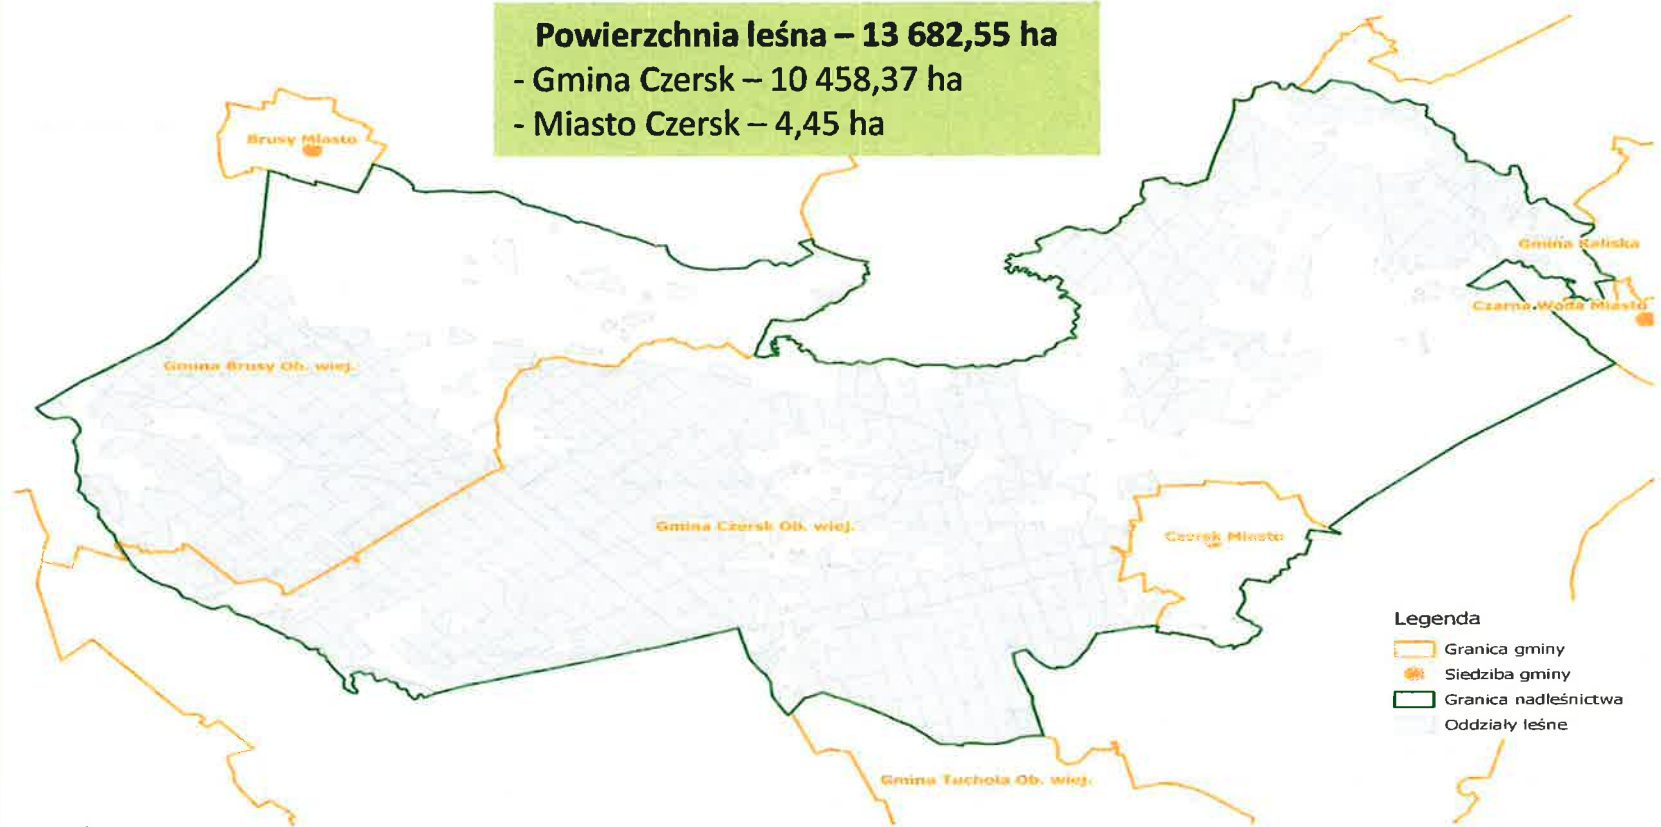 Powierzchnia leśna – 13 682,55 ha
- Gmina Czersk – 10 458,37 ha
- Miasto Czersk – 4,45 ha
Brusy Miasto
Gmina Kaliska
Czarna Woda Miasto
Gmina Brusy Ob. wiej.
Gmina Czersk Ob. wiej.
Czersk Miasto
Legenda
Granica gminy
Siedziba gminy
Granica nadleśnictwa
Oddziały leśne
Gmina Tuchola Ob. wiej.